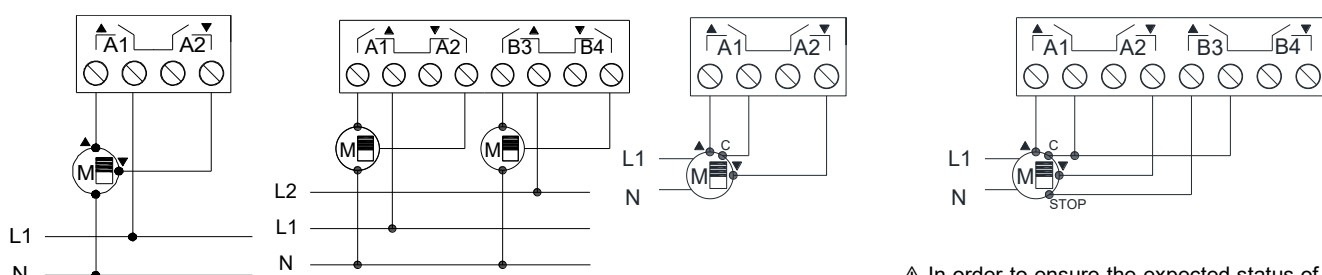 A1 A2
A1 A2 B3 B4
A1 A2
A1 A2 B3 B4
M
L1
N
M M
L2
L1
N
C
L1
M
N
C
L1
M
N
STOP
⚠ In order to ensure the expected status of